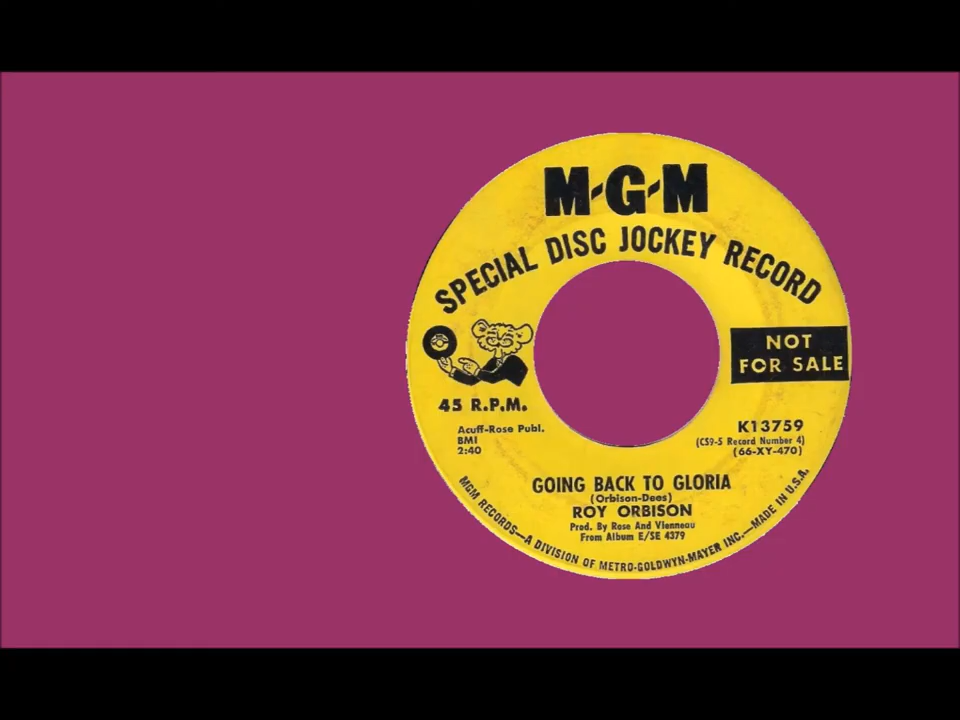 M-G-M
SPECIAL DISC JOCKEY RECORD
NOT
FOR SALE
45 R.P.M.
Acuff-Rose Publ.
BMI
2:40
K13759
(CS9-5 Record Number 4)
(66-XY-470)
GOING BACK TO GLORIA
(Orbison-Dees)
ROY ORBISON
Prod. By Rose And Vienneau
From Album E/SE 4379
MGM RECORDS—A DIVISION OF METRO-GOLDWYN-MAYER INC.—MADE IN U.S.A.